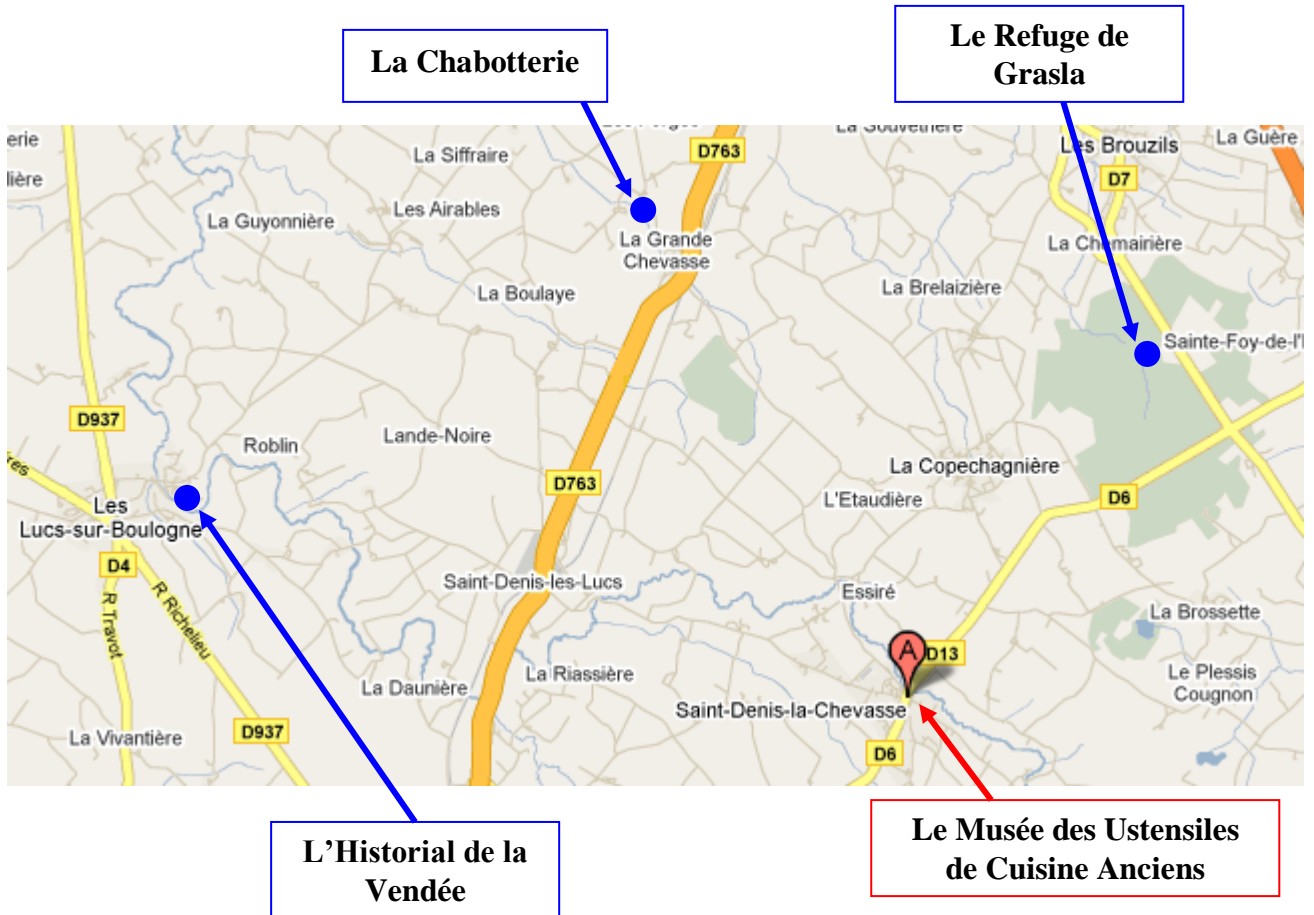 Le Refuge de
Grasla
La Chabotterie
La Souvetnère
Les Brouzils
La Guère
erie
D763
La Siffraire
lière
D7
Les Airables
La Guyonnière
La Grande
Chevasse
La Chemairière
La Boulaye
La Brelaizière
Sainte-Foy-de-l'
D937
Roblin
Lande-Noire
La Copechagnière
res
D763
L'Etaudière
D6
Les
Lucs-sur-Boulogne
D4
Saint-Denis-les-Lucs
Essiré
R Travot
R Richelieu
La Brossette
A
D13
La Riassière
La Daunière
Le Plessis
Cougnon
Saint-Denis-la-Chevasse
La Vivantière
D937
D6
L’Historial de la
Vendée
Le Musée des Ustensiles
de Cuisine Anciens